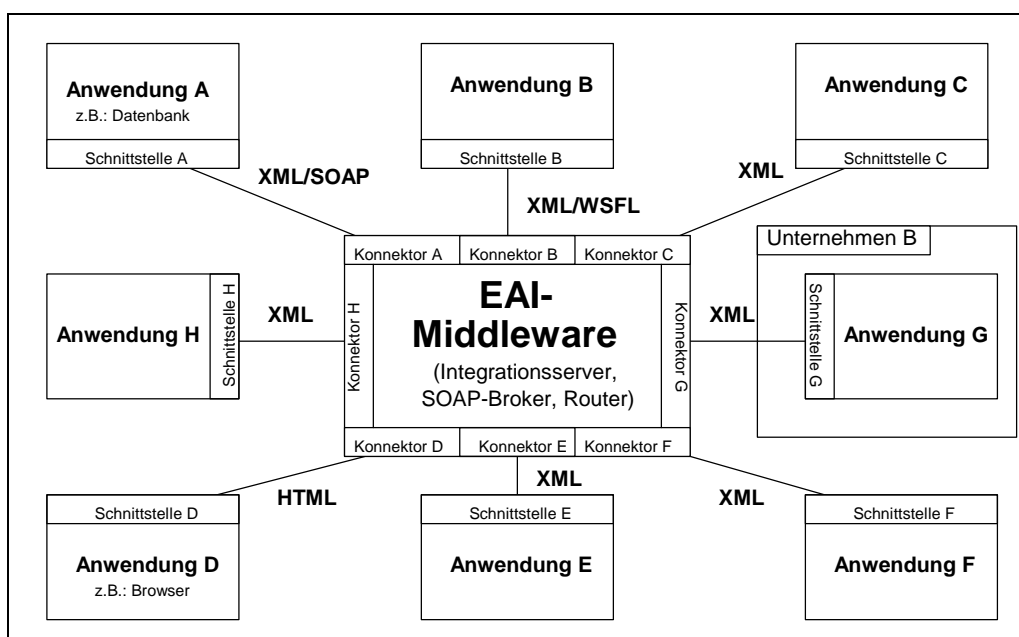 Anwendung A
z.B.: Datenbank
Schnittstelle A
Anwendung B
Schnittstelle B
Anwendung C
Schnittstelle C
XML/SOAP
XML/WSFL
XML
Unternehmen B
Konnektor A
Konnektor B
Konnektor C
Anwendung H
Schnittstelle H
XML
Konnektor H
EAI-
Middleware
(Integrationsserver,
SOAP-Broker, Router)
Konnektor G
XML
Schnittstelle G
Anwendung G
Konnektor D
Konnektor E
Konnektor F
HTML
XML
XML
Schnittstelle D
Anwendung D
z.B.: Browser
Schnittstelle E
Anwendung E
Schnittstelle F
Anwendung F